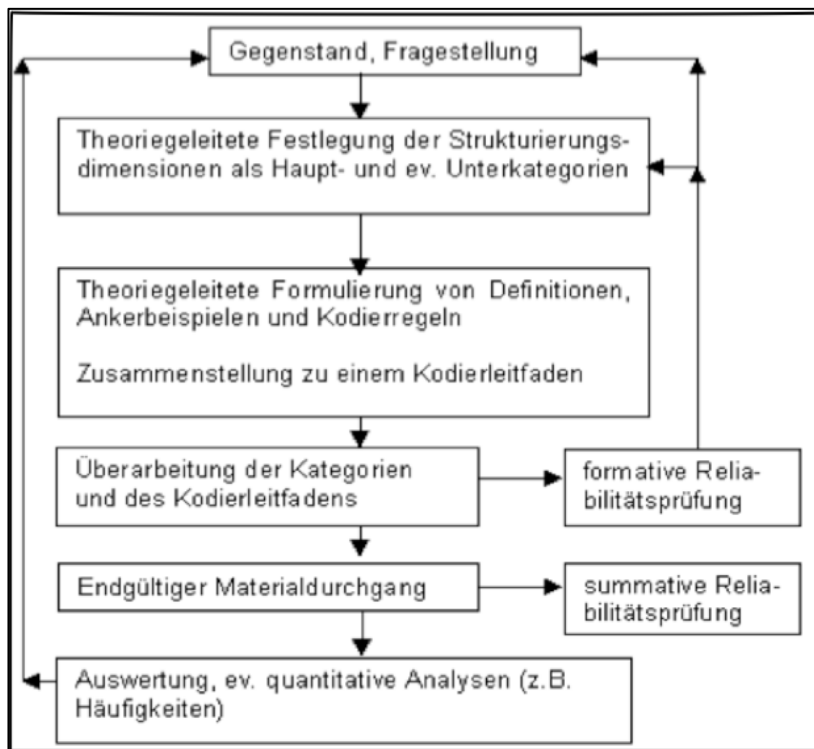 Gegenstand, Fragestellung
Theoriegeleitete Festlegung der Strukturierungs-
dimensionen als Haupt- und ev. Unterkategorien
Theoriegeleitete Formulierung von Definitionen,
Ankerbeispielen und Kodierregeln
Zusammenstellung zu einem Kodierleitfaden
Überarbeitung der Kategorien
und des Kodierleitfadens
formative Relia-
bilitätsprüfung
Endgültiger Materialdurchgang
summative Relia-
bilitätsprüfung
Auswertung, ev. quantitative Analysen (z.B.
Häufigkeiten)